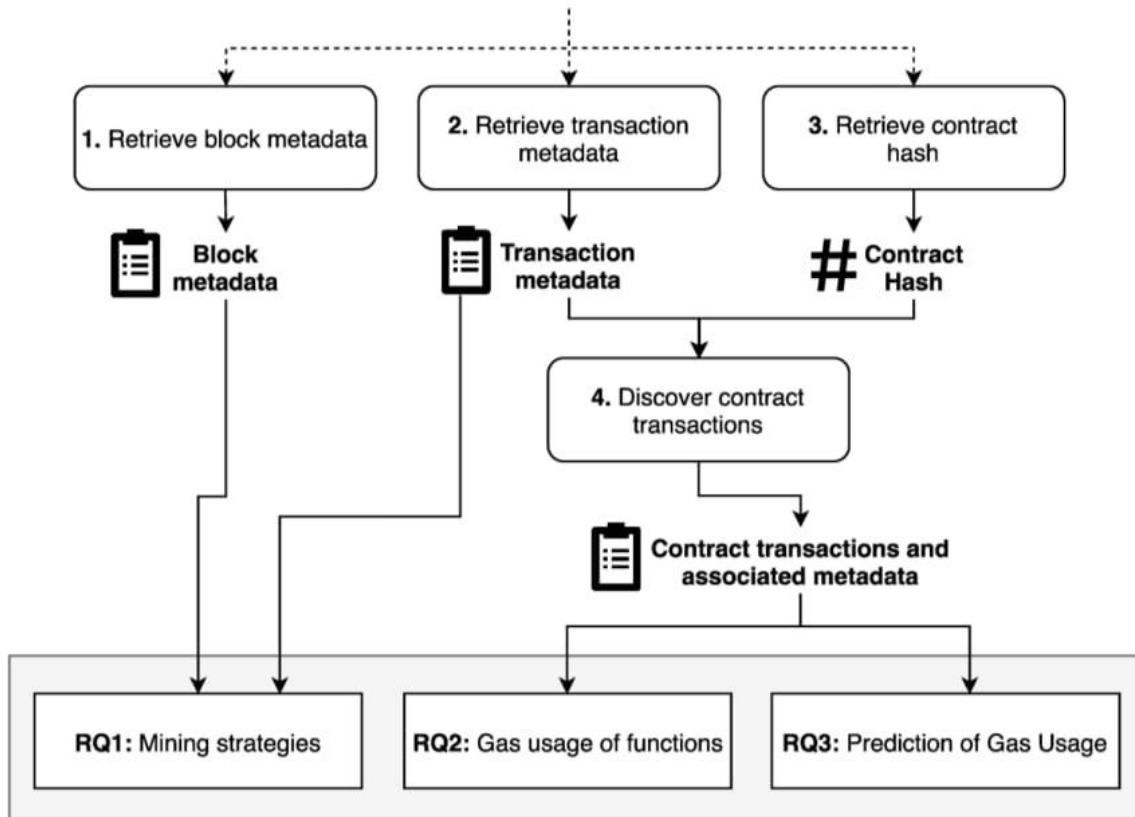 1. Retrieve block metadata
2. Retrieve transaction
metadata
3. Retrieve contract
hash
Block
metadata
Transaction
metadata
# Contract
Hash
4. Discover contract
transactions
Contract transactions and
associated metadata
RQ1: Mining strategies
RQ2: Gas usage of functions
RQ3: Prediction of Gas Usage